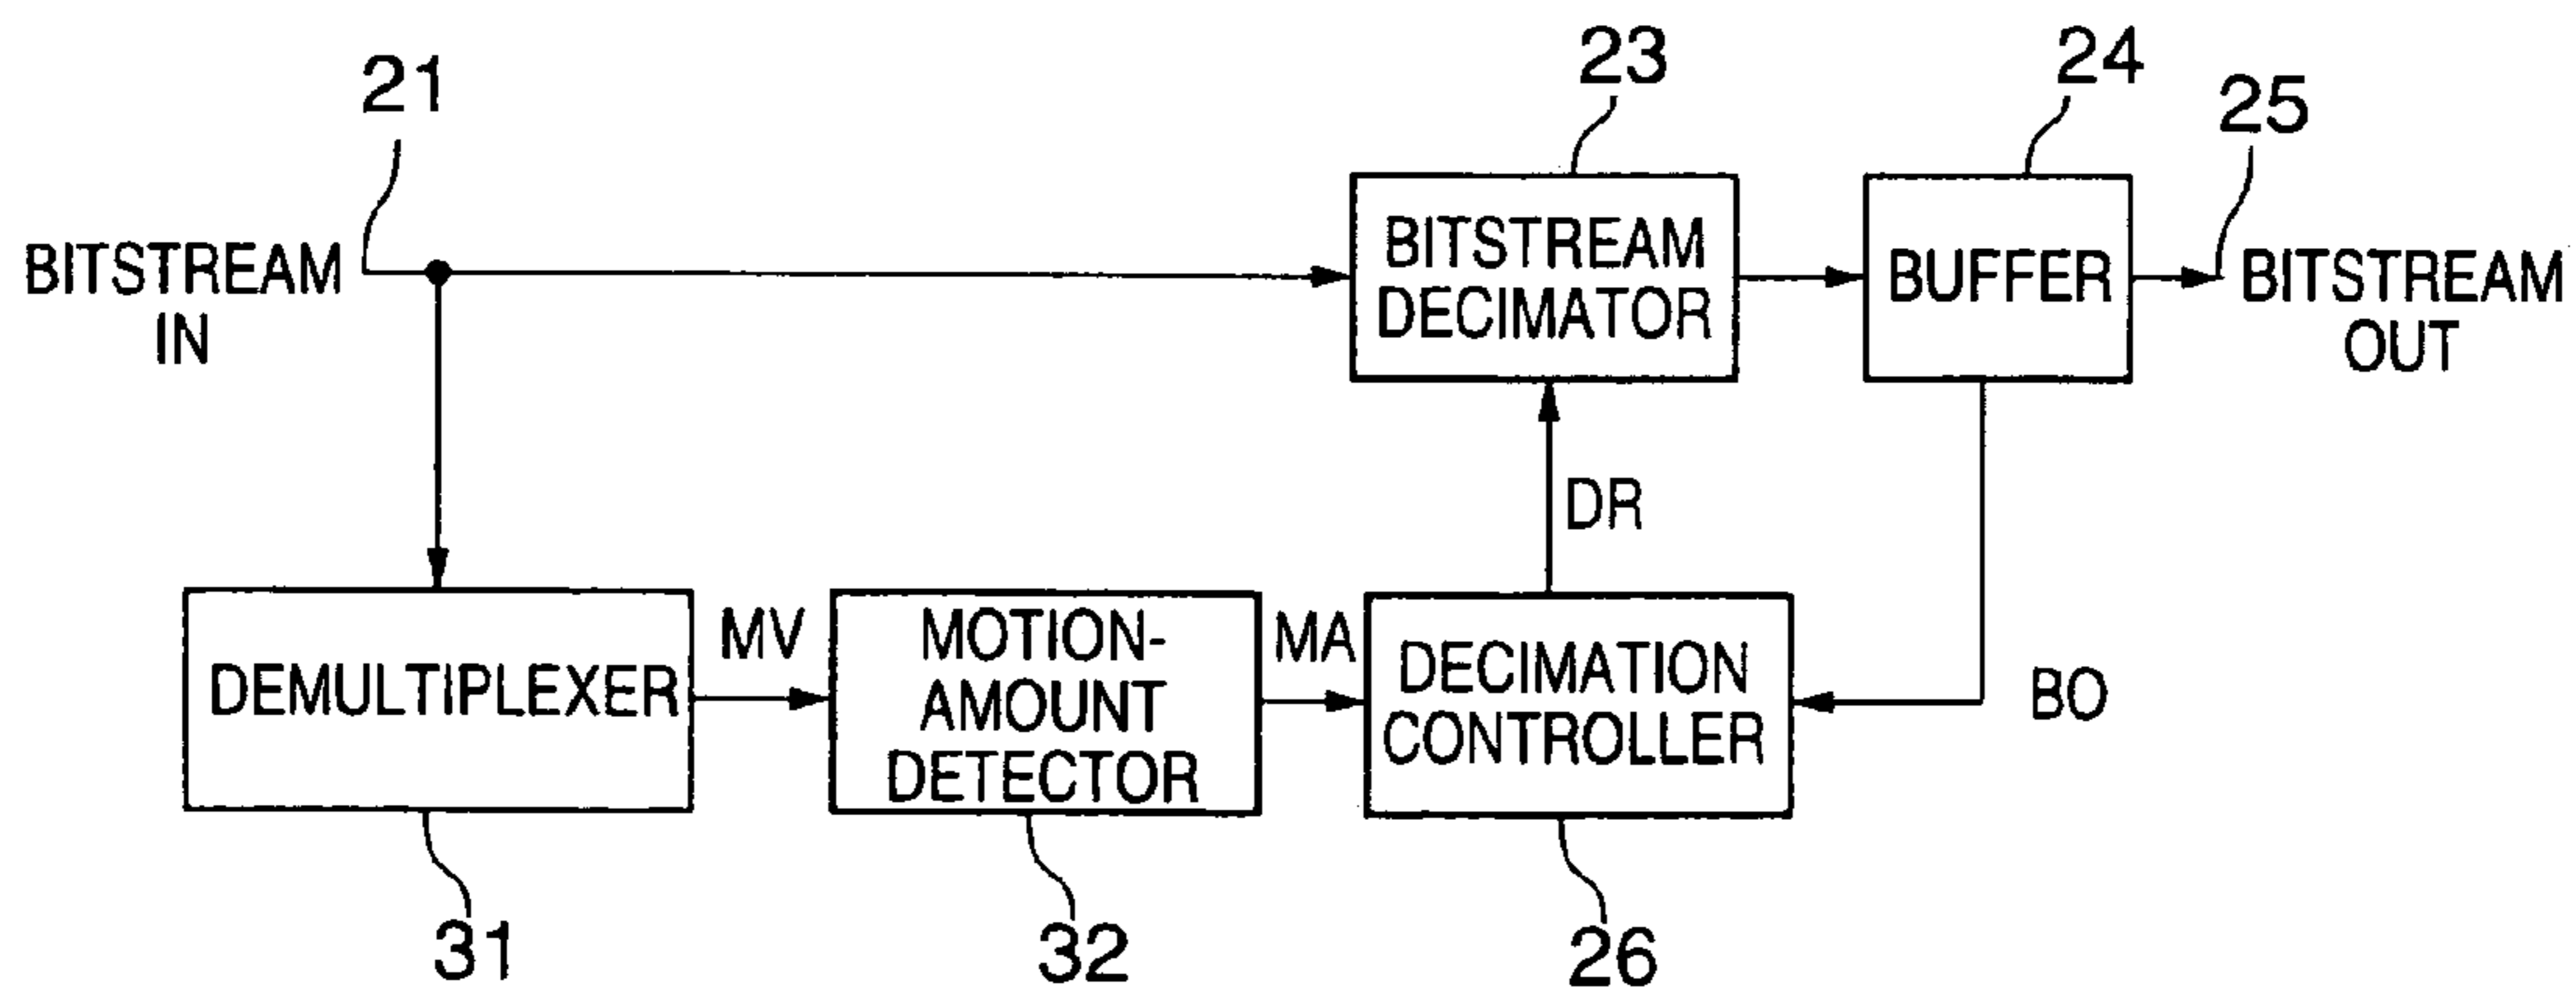 21
23
24
25
BITSTREAM
IN
BITSTREAM
DECIMATOR
BUFFER
BITSTREAM
OUT
DR
MV
MA
BO
DEMULTIPLEXER
MOTION-
AMOUNT
DETECTOR
DECIMATION
CONTROLLER
31
32
26